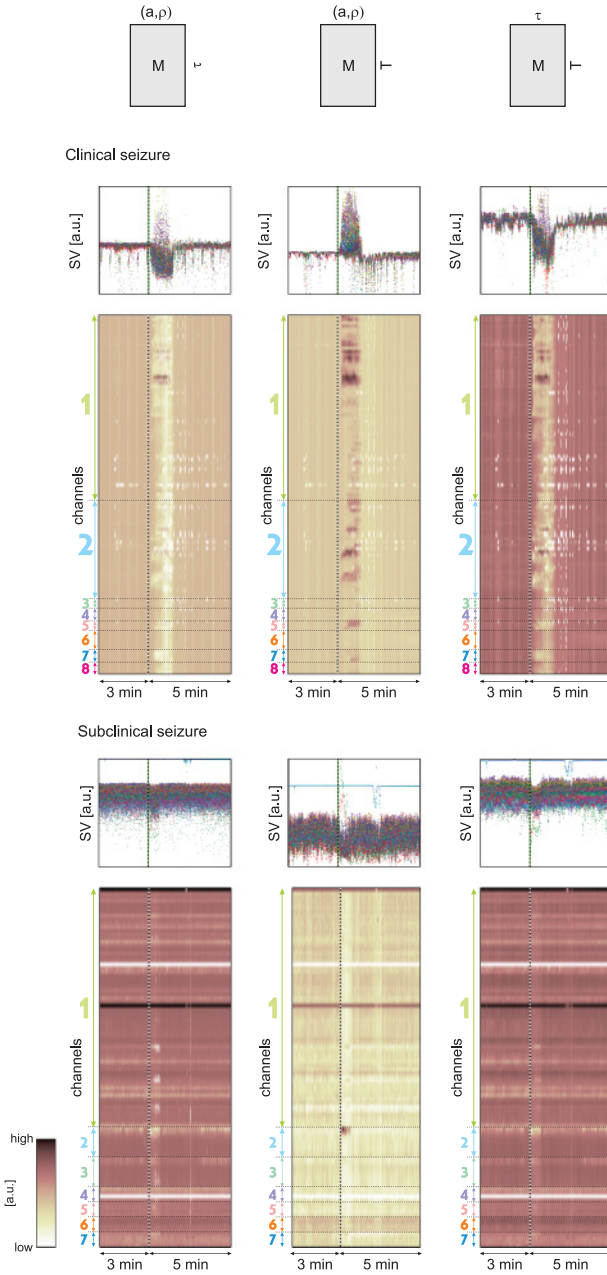 (a,ρ) (a,ρ) τ
M τ M T M T
Clinical seizure
SV [a.u.] SV [a.u.] SV [a.u.]
channels 1 channels 1 channels 1
2 2 2
3 3 3
4 4 4
5 5 5
6 6 6
7 7 7
8 8 8
3 min 5 min 3 min 5 min 3 min 5 min
Subclinical seizure
SV [a.u.] SV [a.u.] SV [a.u.]
channels 1 channels 1 channels 1
high
2 2 2
3 3 3
[a.u.]
4 4 4
5 5 5
6 6 6
low 7 7 7
3 min 5 min 3 min 5 min 3 min 5 min